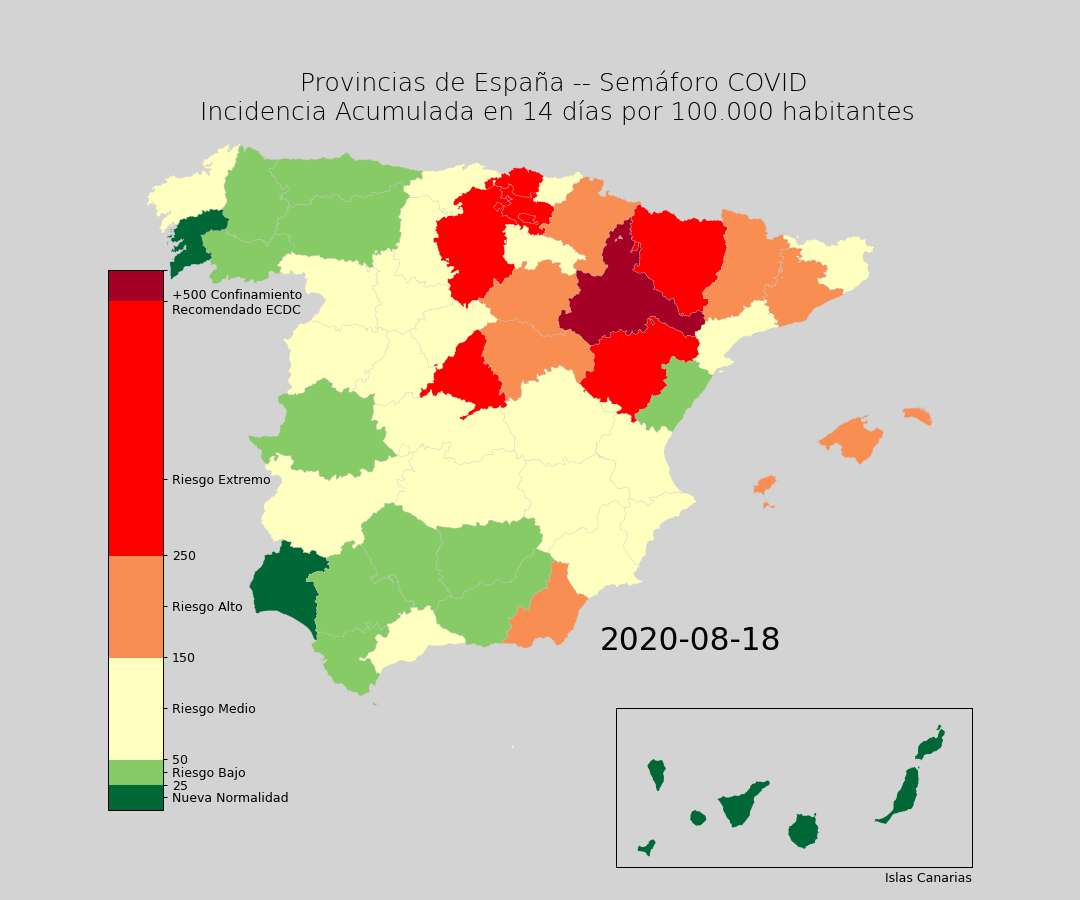 Provincias de España -- Semáforo COVID
Incidencia Acumulada en 14 días por 100.000 habitantes
+500 Confinamiento
Recomendado ECDC
Riesgo Extremo
250
Riesgo Alto
150
Riesgo Medio
50
Riesgo Bajo
25
Nueva Normalidad
2020-08-18
Islas Canarias